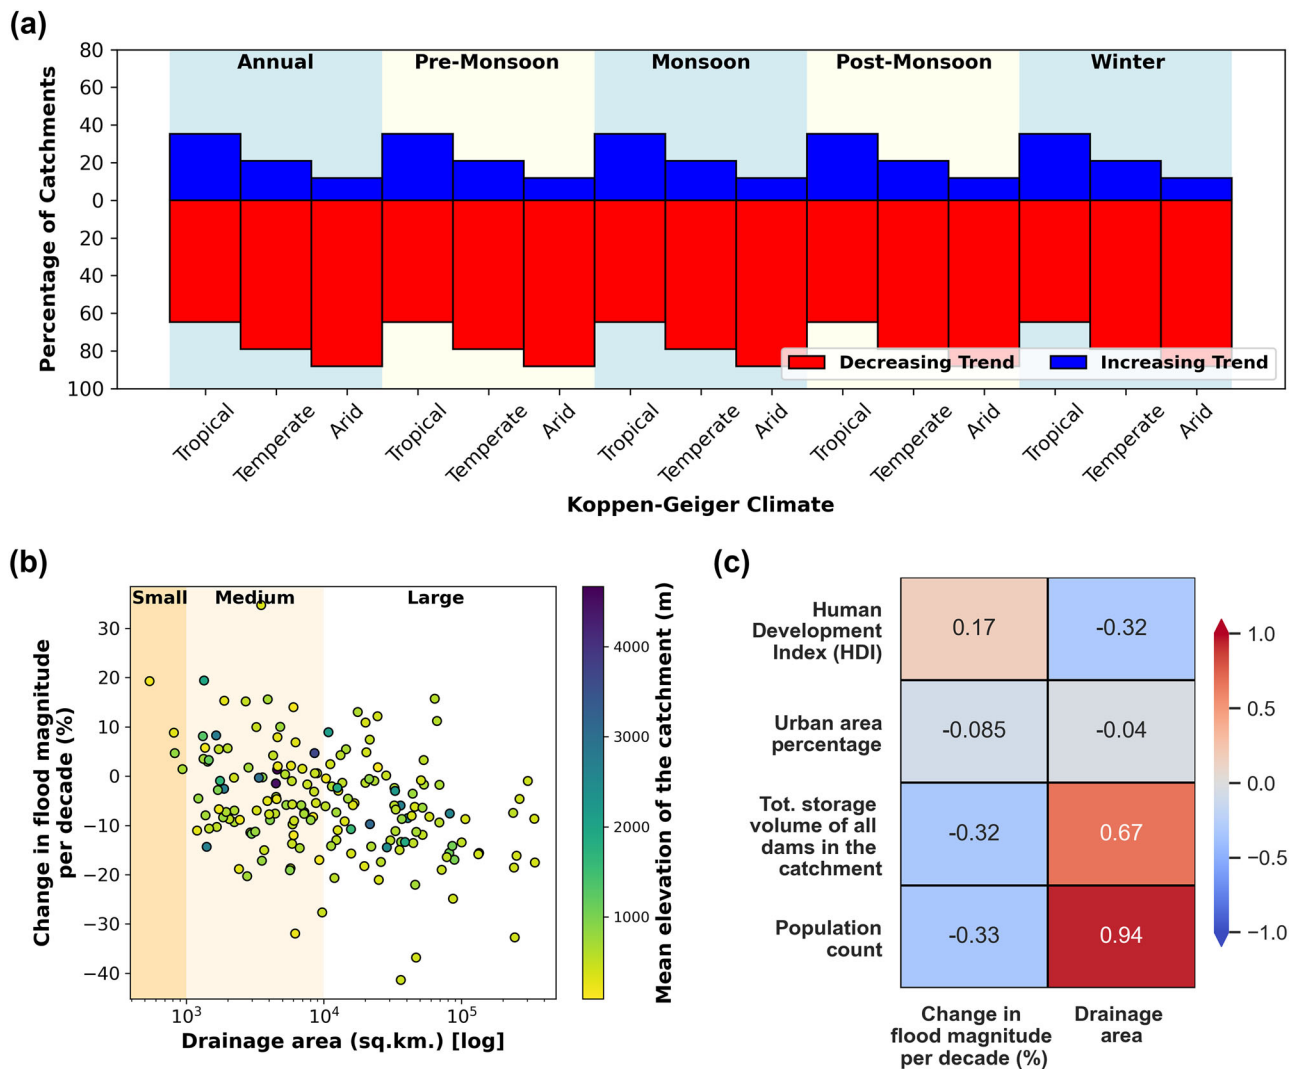 (a)
80
60
40
20
0
20
40
60
80
100
Percentage of Catchments
Annual
Pre-Monsoon
Monsoon
Post-Monsoon
Winter
Decreasing Trend
Increasing Trend
Tropical
Temperate
Arid
Tropical
Temperate
Arid
Tropical
Temperate
Arid
Tropical
Temperate
Arid
Tropical
Temperate
Arid
Koppen-Geiger Climate
(b)
Small
Medium
Large
30
20
10
0
−10
−20
−30
−40
Change in flood magnitude
per decade (%)
10³
10⁴
10⁵
Drainage area (sq.km.) [log]
4000
3000
2000
1000
Mean elevation of the catchment (m)
(c)
Human
Development
Index (HDI)
0.17
-0.32
Urban area
percentage
-0.085
-0.04
Tot. storage
volume of all
dams in the
catchment
-0.32
0.67
Population
count
-0.33
0.94
Change in
flood magnitude
per decade (%)
Drainage
area
1.0
0.5
0.0
−0.5
−1.0